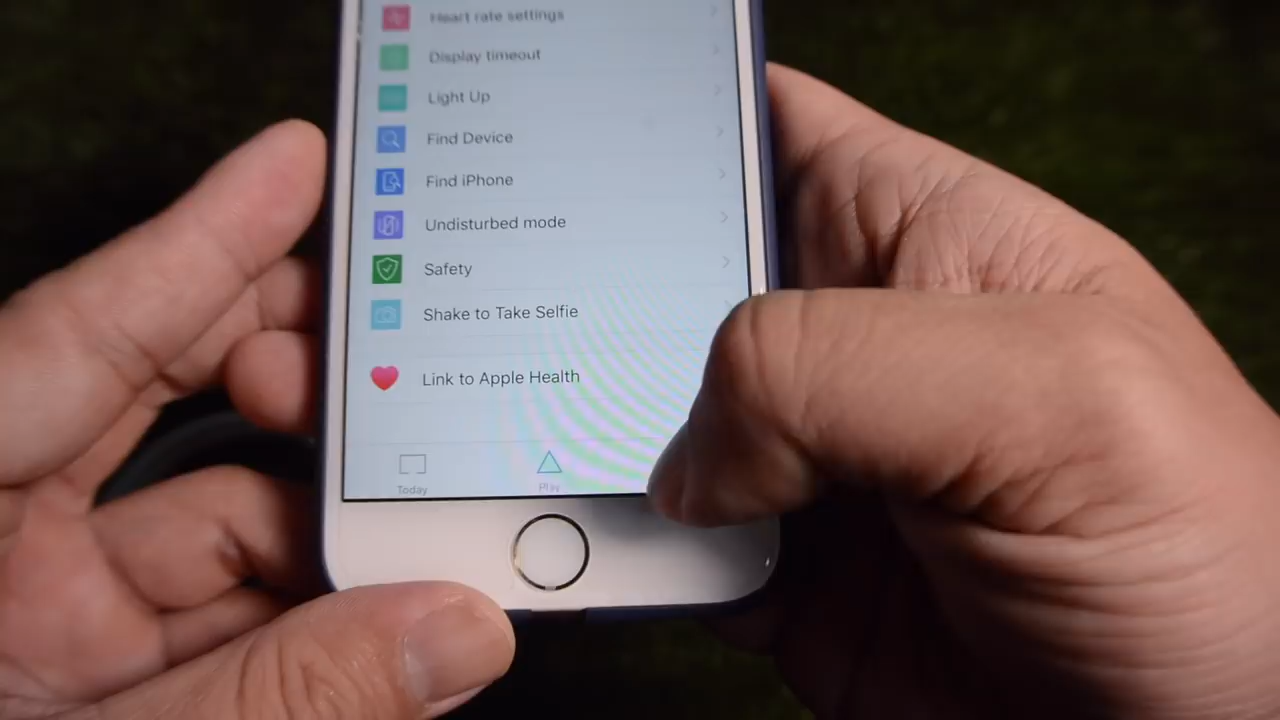 Heart rate settings
Display timeout
Light Up
Find Device
Find iPhone
Undisturbed mode
Safety
Shake to Take Selfie
Link to Apple Health
Today
Play